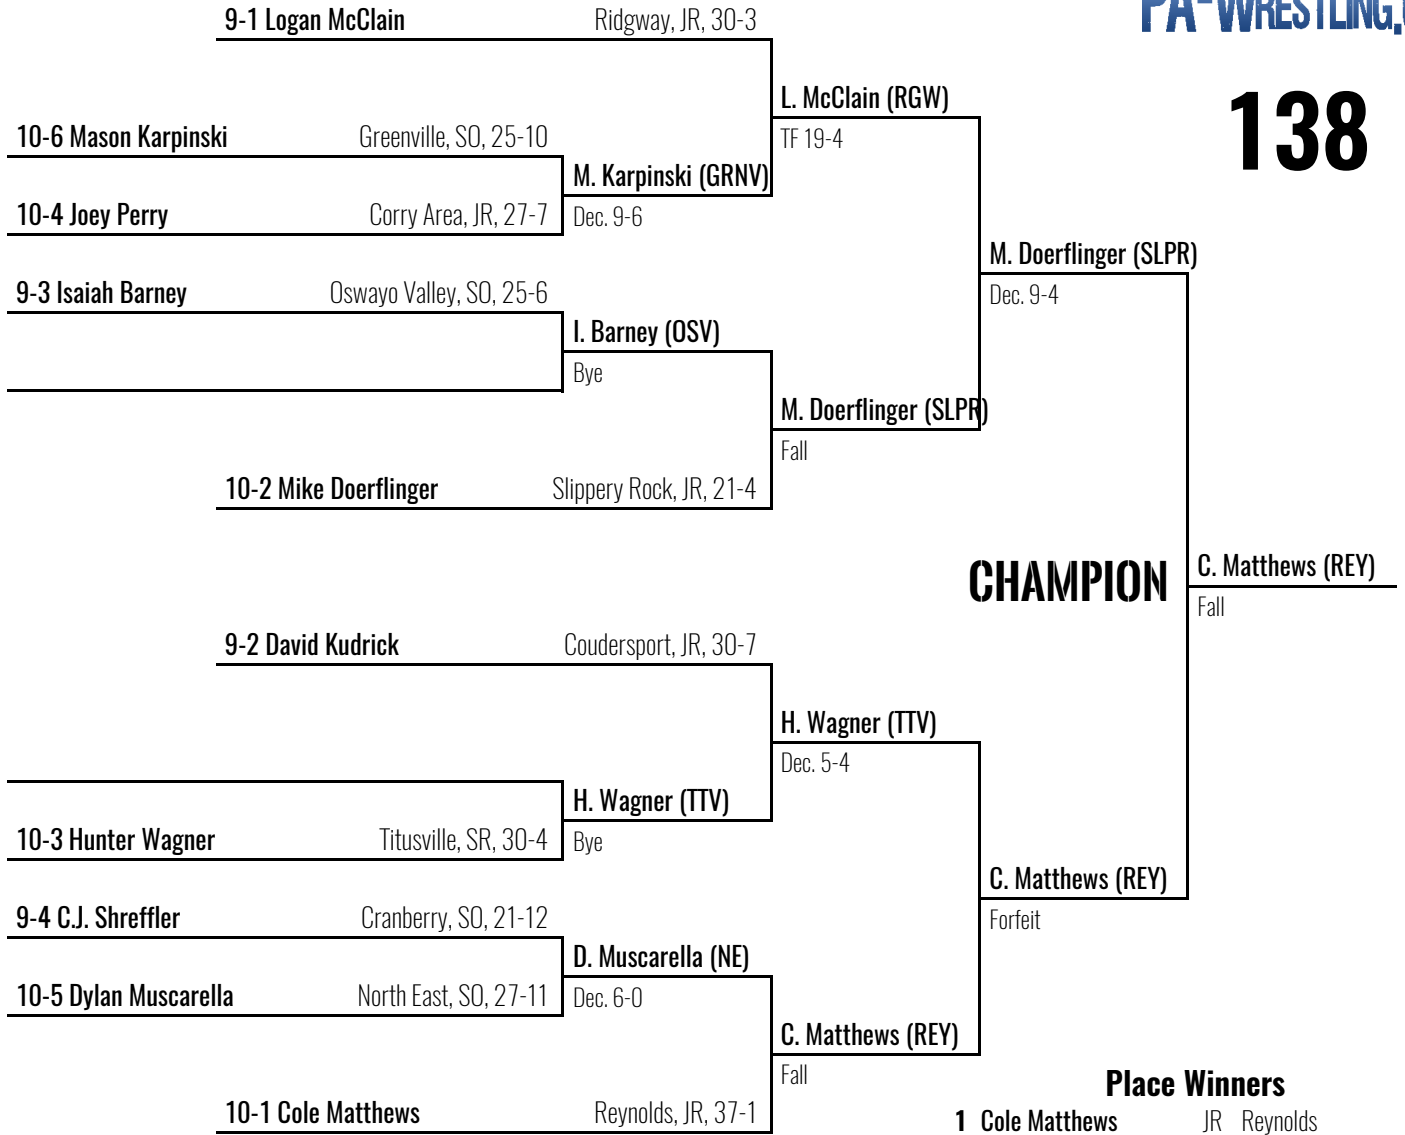 9-1 Logan McClain Ridgway, JR, 30-3
PA-WRESTLING.
138
L. McClain (RGW)
TF 19-4
10-6 Mason Karpinski Greenville, SO, 25-10
M. Karpinski (GRNV)
Dec. 9-6
10-4 Joey Perry Corry Area, JR, 27-7
M. Doerflinger (SLPR)
Dec. 9-4
9-3 Isaiah Barney Oswayo Valley, SO, 25-6
I. Barney (OSV)
Bye
M. Doerflinger (SLPR)
Fall
10-2 Mike Doerflinger Slippery Rock, JR, 21-4
CHAMPION
C. Matthews (REY)
Fall
9-2 David Kudrick Coudersport, JR, 30-7
H. Wagner (TTV)
Dec. 5-4
H. Wagner (TTV)
Bye
10-3 Hunter Wagner Titusville, SR, 30-4
C. Matthews (REY)
Forfeit
9-4 C.J. Shreffler Cranberry, SO, 21-12
D. Muscarella (NE)
Dec. 6-0
10-5 Dylan Muscarella North East, SO, 27-11
C. Matthews (REY)
Fall
10-1 Cole Matthews Reynolds, JR, 37-1
Place Winners
1 Cole Matthews JR Reynolds